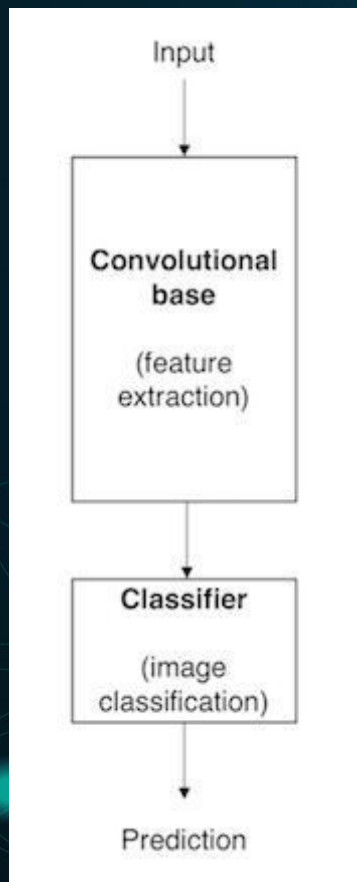 Input
Convolutional
base
(feature
extraction)
Classifier
(image
classification)
Prediction